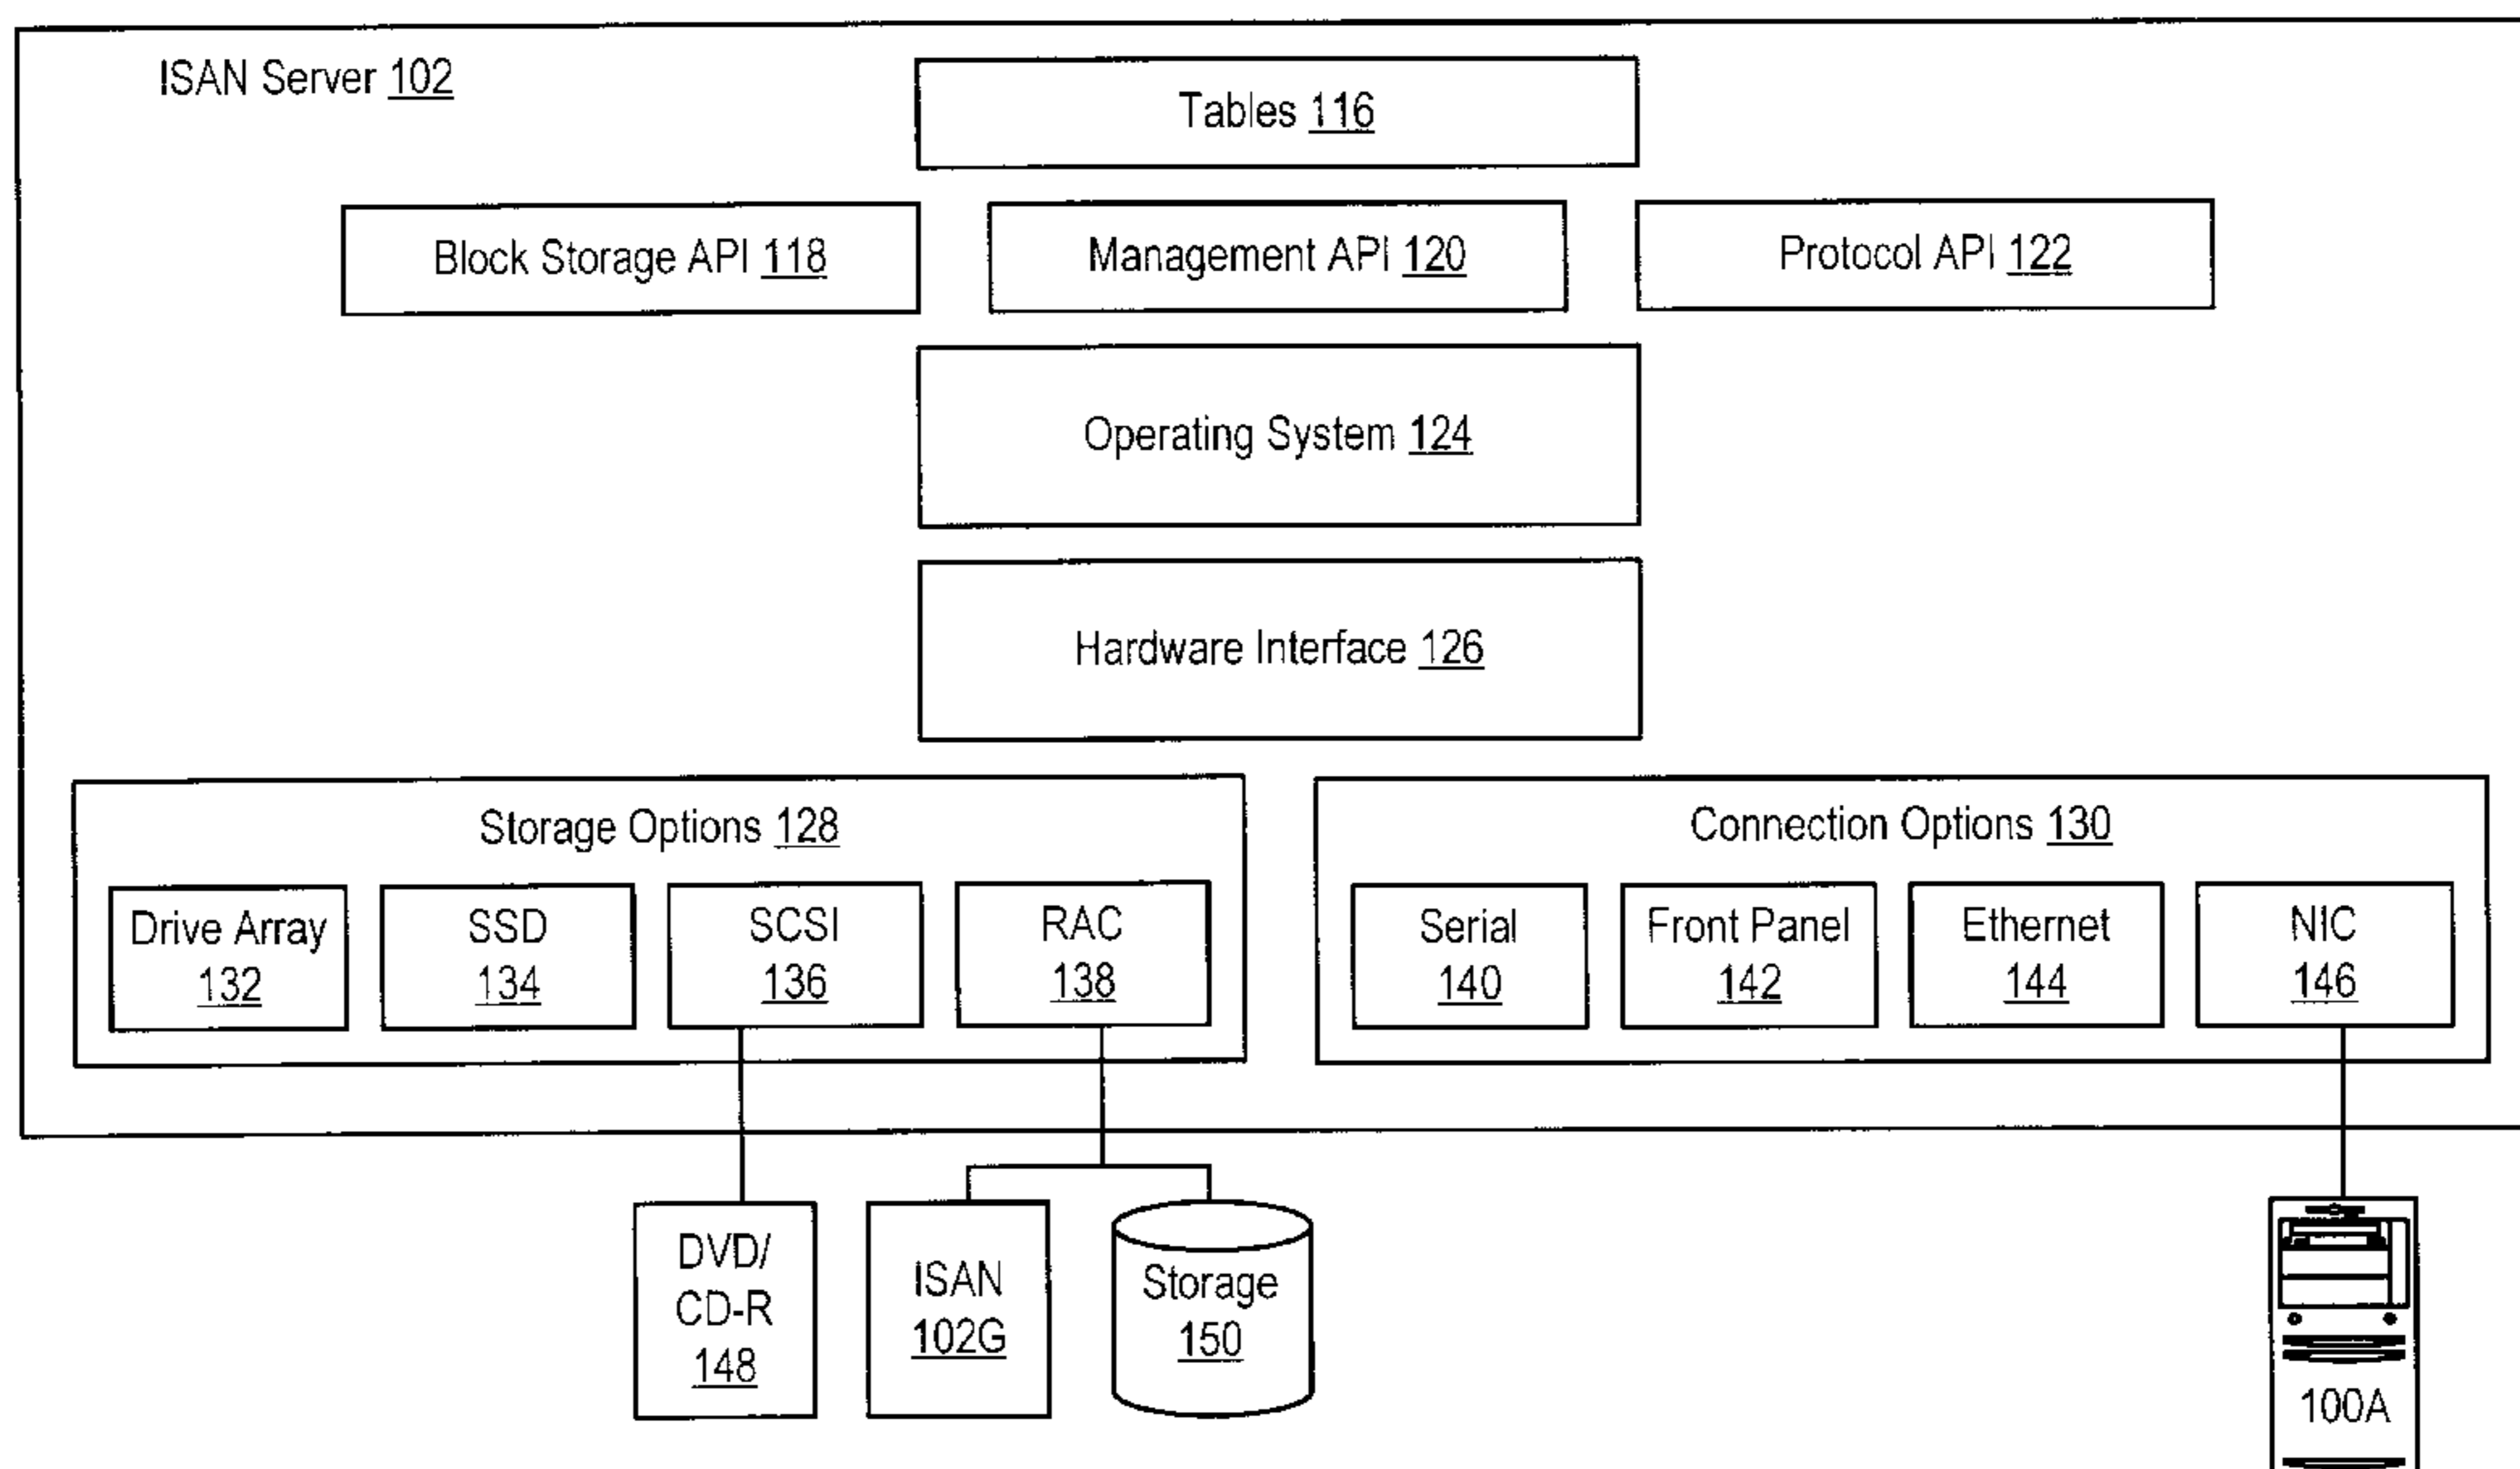 ISAN Server 102
Tables 116
Block Storage API 118
Management API 120
Protocol API 122
Operating System 124
Hardware Interface 126
Storage Options 128
Connection Options 130
Drive Array
132
SSD
134
SCSI
136
RAC
138
Serial
140
Front Panel
142
Ethernet
144
NIC
146
DVD/
CD-R
148
ISAN
102G
Storage
150
100A